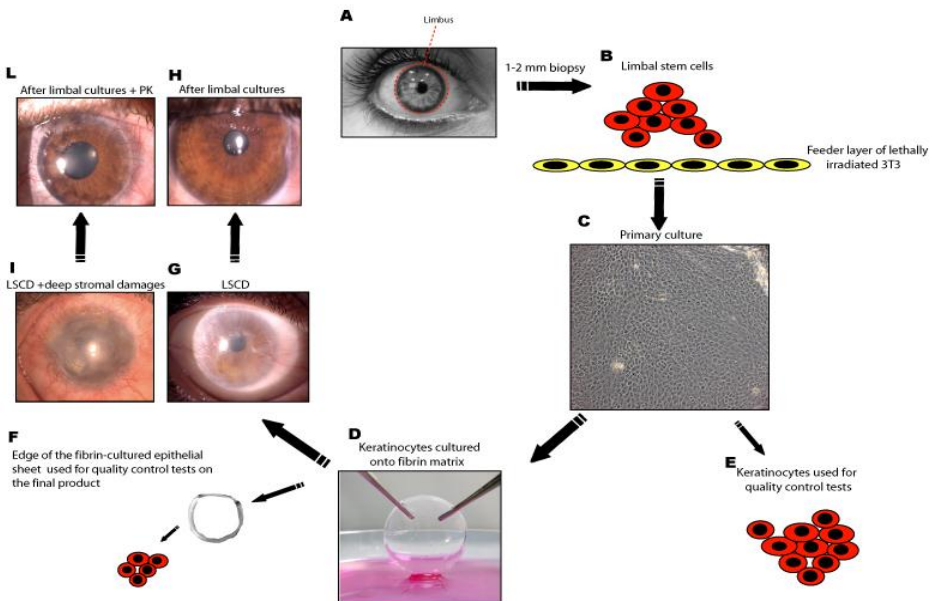 A
Limbus
1-2 mm biopsy
B
Limbal stem cells
Feeder layer of lethally
irradiated 3T3
C
Primary culture
D
Keratinocytes cultured
onto fibrin matrix
E
Keratinocytes used for
quality control tests
F
Edge of the fibrin-cultured epithelial
sheet used for quality control tests on
the final product
G
LSCD
H
After limbal cultures
I
LSCD +deep stromal damages
L
After limbal cultures + PK